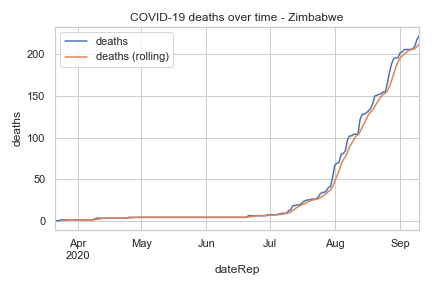 COVID-19 deaths over time - Zimbabwe
deaths
deaths (rolling)
200
150
100
50
0
deaths
Apr May Jun Jul Aug Sep
2020
dateRep